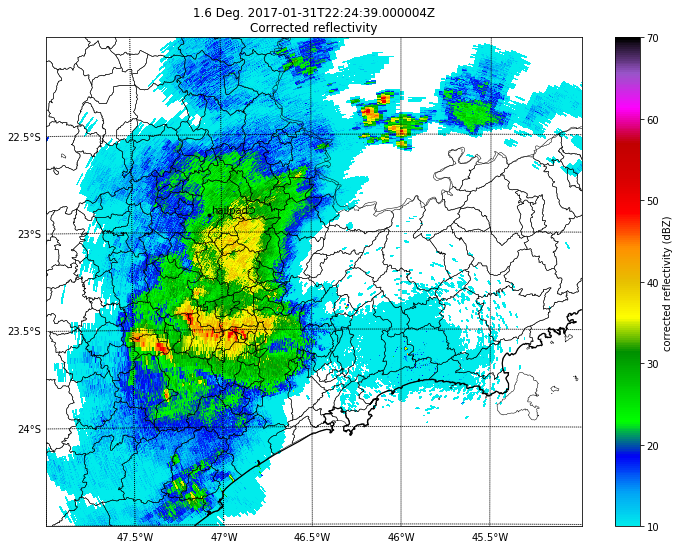 1.6 Deg. 2017-01-31T22:24:39.000004Z
Corrected reflectivity
22.5°S
23°S
23.5°S
24°S
47.5°W
47°W
46.5°W
46°W
45.5°W
70
60
50
40
30
20
10
corrected reflectivity (dBZ)